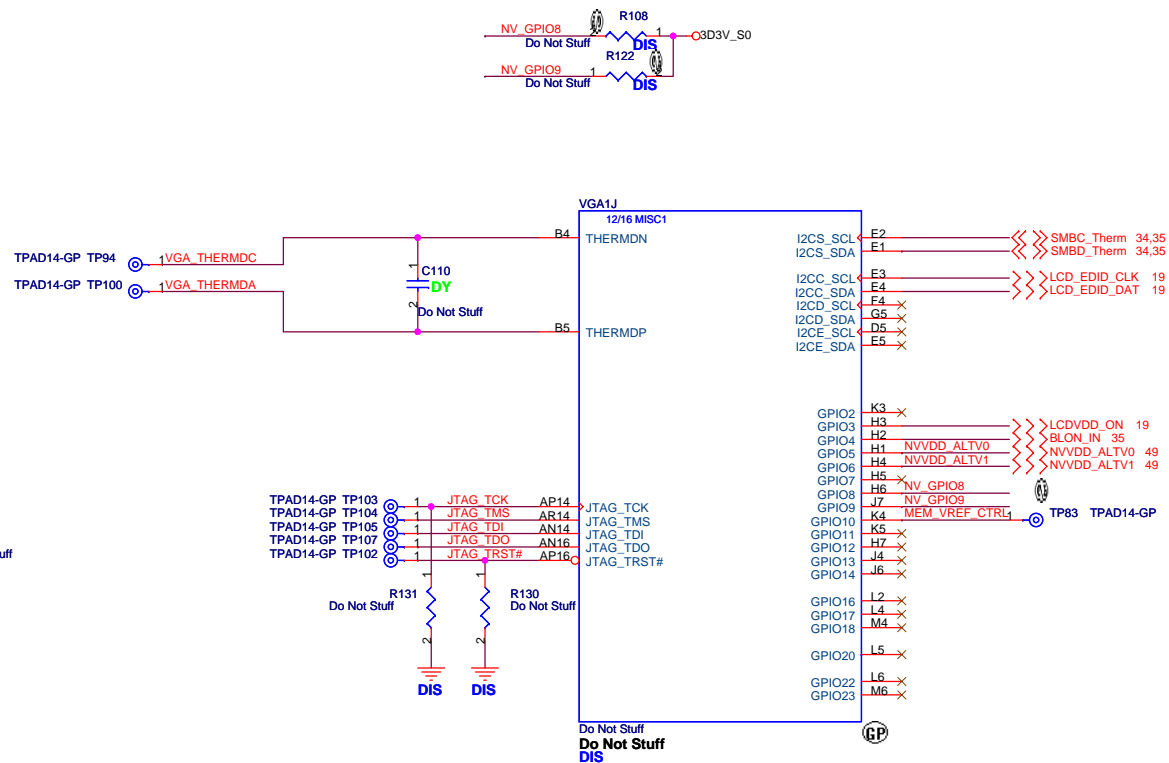 R108
NV_GPIO8
2
1
3D3V_S0
Do Not Stuff
DIS
R122
NV_GPIO9
1
2
Do Not Stuff
DIS
VGA1J
12/16 MISC1
TPAD14-GP TP94
1
VGA_THERMDC
B4
THERMDN
TPAD14-GP TP100
1
VGA_THERMDA
B5
THERMDP
1
C110
DY
2
Do Not Stuff
I2CS_SCL E2 SMBC_Therm 34,35
I2CS_SDA E1 SMBD_Therm 34,35
I2CC_SCL E3 LCD_EDID_CLK 19
I2CC_SDA E4 LCD_EDID_DAT 19
I2CD_SCL F4
I2CD_SDA G5
I2CE_SCL D5
I2CE_SDA E5
GPIO2 K3
GPIO3 H3 LCDVDD_ON 19
GPIO4 H2 BLON_IN 35
GPIO5 H1 NVVDD_ALTV0 NVVDD_ALTV0 49
GPIO6 H4 NVVDD_ALTV1 NVVDD_ALTV1 49
GPIO7 H5
GPIO8 H6 NV_GPIO8
GPIO9 J7 NV_GPIO9
GPIO10 K4 MEM_VREF_CTRL 1 TP83 TPAD14-GP
GPIO11 K5
GPIO12 H7
GPIO13 J4
GPIO14 J6
GPIO16 L2
GPIO17 L4
GPIO18 M4
GPIO20 L5
GPIO22 L6
GPIO23 M6
TPAD14-GP TP103 1 JTAG_TCK AP14 JTAG_TCK
TPAD14-GP TP104 1 JTAG_TMS AR14 JTAG_TMS
TPAD14-GP TP105 1 JTAG_TDI AN14 JTAG_TDI
TPAD14-GP TP107 1 JTAG_TDO AN16 JTAG_TDO
TPAD14-GP TP102 1 JTAG_TRST# AP16 JTAG_TRST#
uff
1
R131
Do Not Stuff
2
DIS
1
R130
Do Not Stuff
2
DIS
Do Not Stuff
Do Not Stuff
DIS
GP